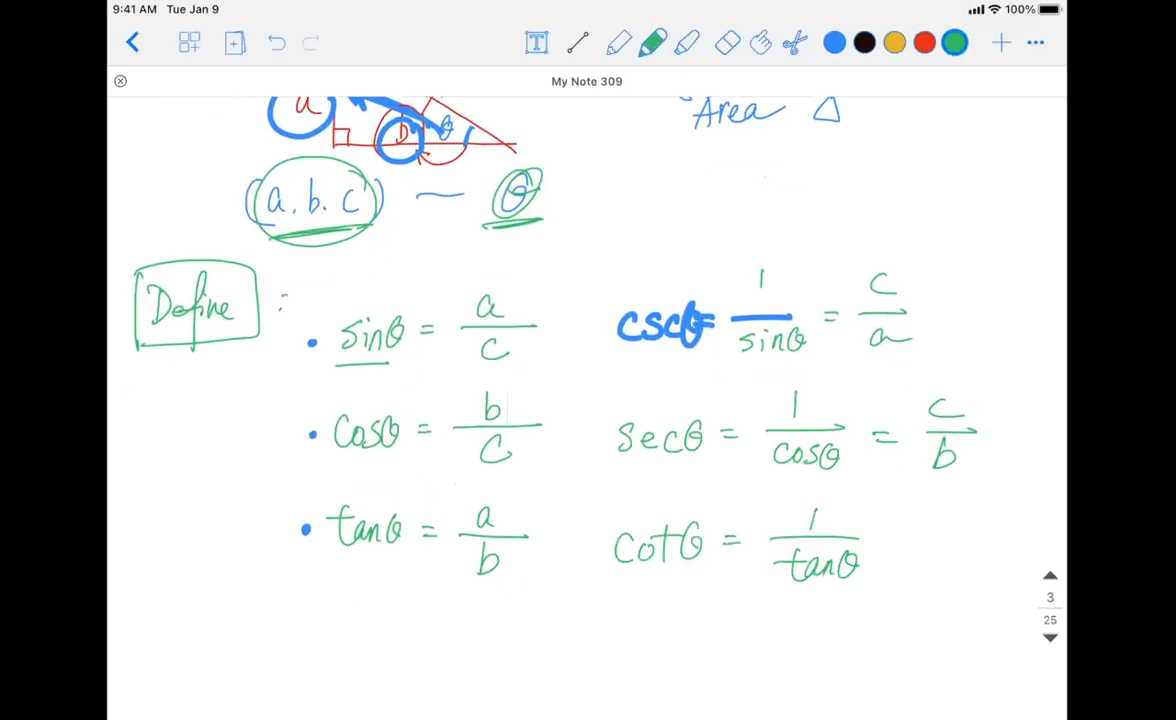 9:41 AM Tue Jan 9
100%
T
My Note 309
a
b θ
Area △
(a, b, c) ~ θ
Define :
• sinθ = a/c
cscθ = 1/sinθ = c/a
• cosθ = b/c
secθ = 1/cosθ = c/b
• tanθ = a/b
cotθ = 1/tanθ
3
25